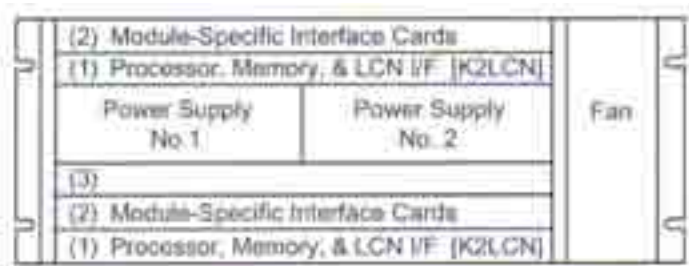 (2) Module-Specific Interface Cards
(1) Processor, Memory, & LCN I/F [K2LCN]
Power Supply
No.1
Power Supply
No. 2
Fan
(3)
(2) Module-Specific Interface Cards
(1) Processor, Memory, & LCN I/F [K2LCN]